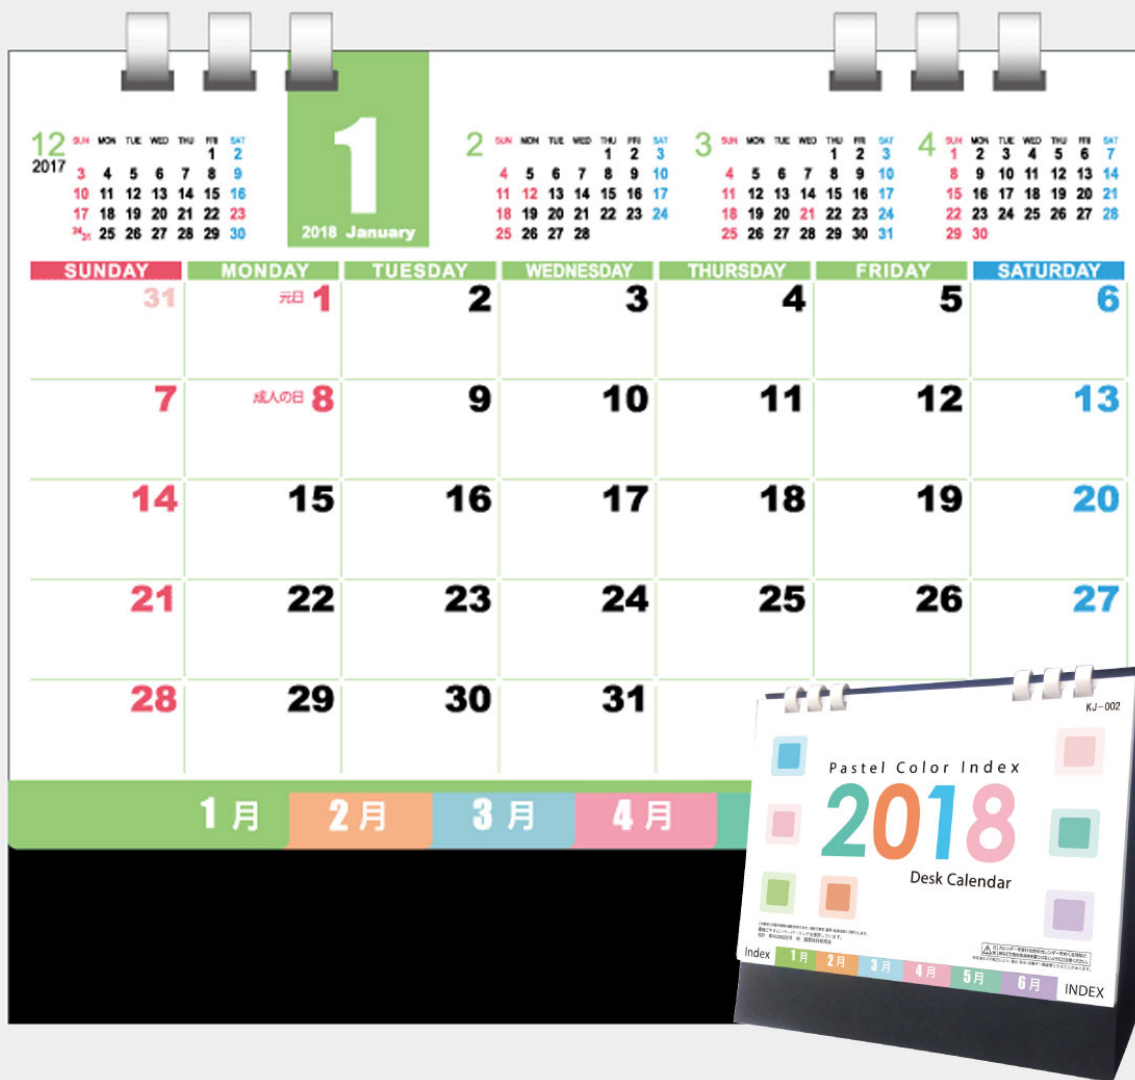 12
2017
SUN MON TUE WED THU FRI SAT
1 2
3 4 5 6 7 8 9
10 11 12 13 14 15 16
17 18 19 20 21 22 23
24/31 25 26 27 28 29 30
1
2018 January
2
SUN MON TUE WED THU FRI SAT
1 2 3
4 5 6 7 8 9 10
11 12 13 14 15 16 17
18 19 20 21 22 23 24
25 26 27 28
3
SUN MON TUE WED THU FRI SAT
1 2 3
4 5 6 7 8 9 10
11 12 13 14 15 16 17
18 19 20 21 22 23 24
25 26 27 28 29 30 31
4
SUN MON TUE WED THU FRI SAT
1 2 3 4 5 6 7
8 9 10 11 12 13 14
15 16 17 18 19 20 21
22 23 24 25 26 27 28
29 30
SUNDAY MONDAY TUESDAY WEDNESDAY THURSDAY FRIDAY SATURDAY
31 元日 1 2 3 4 5 6
7 成人の日 8 9 10 11 12 13
14 15 16 17 18 19 20
21 22 23 24 25 26 27
28 29 30 31
1月 2月 3月 4月
KJ-002
Pastel Color Index
2018
Desk Calendar
Index 1月 2月 3月 4月 5月 6月 INDEX